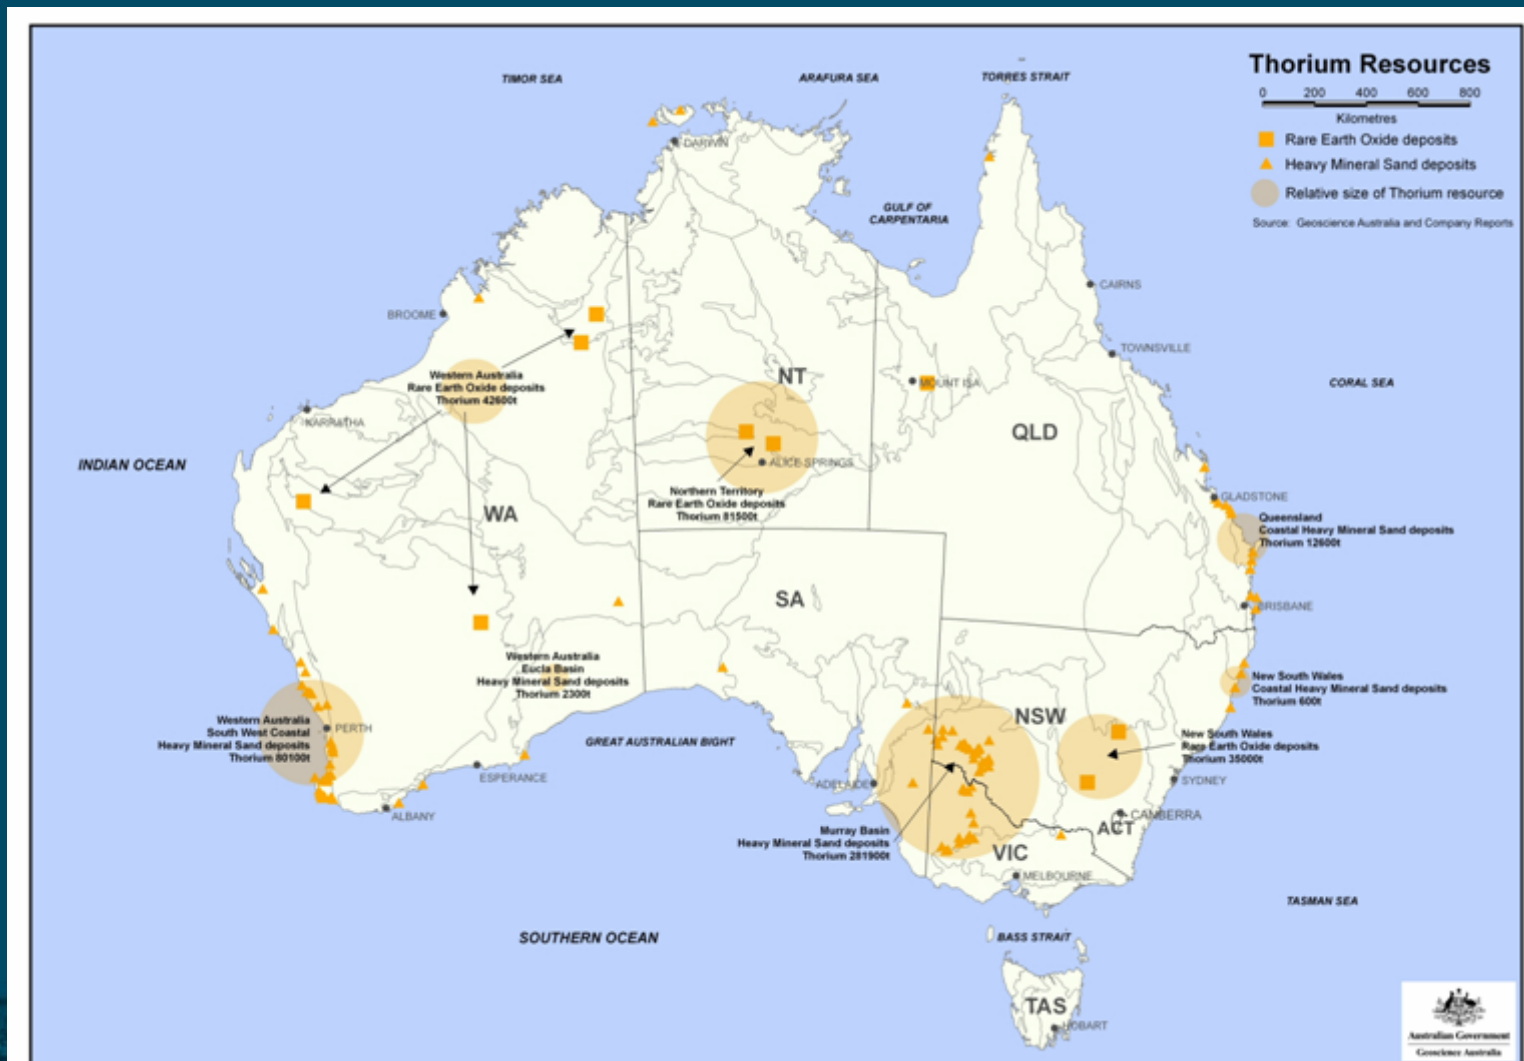 Thorium Resources
0 200 400 600 800
Kilometres
Rare Earth Oxide deposits
Heavy Mineral Sand deposits
Relative size of Thorium resource
Source: Geoscience Australia and Company Reports
TIMOR SEA
ARAFURA SEA
TORRES STRAIT
DARWIN
GULF OF
CARPENTARIA
CAIRNS
BROOME
TOWNSVILLE
Western Australia
Rare Earth Oxide deposits
Thorium 42600t
NT
MOUNT ISA
CORAL SEA
KARRATHA
QLD
INDIAN OCEAN
ALICE SPRINGS
Northern Territory
Rare Earth Oxide deposits
Thorium 81500t
WA
GLADSTONE
Queensland
Coastal Heavy Mineral Sand deposits
Thorium 12600t
SA
BRISBANE
Western Australia
Eucla Basin
Heavy Mineral Sand deposits
Thorium 2300t
New South Wales
Coastal Heavy Mineral Sand deposits
Thorium 600t
Western Australia
South West Coastal
Heavy Mineral Sand deposits
Thorium 80100t
PERTH
NSW
New South Wales
Rare Earth Oxide deposits
Thorium 35000t
GREAT AUSTRALIAN BIGHT
ESPERANCE
ADELAIDE
SYDNEY
ALBANY
CANBERRA
ACT
Murray Basin
Heavy Mineral Sand deposits
Thorium 281900t
VIC
MELBOURNE
TASMAN SEA
SOUTHERN OCEAN
BASS STRAIT
TAS
HOBART
Australian Government
Geoscience Australia